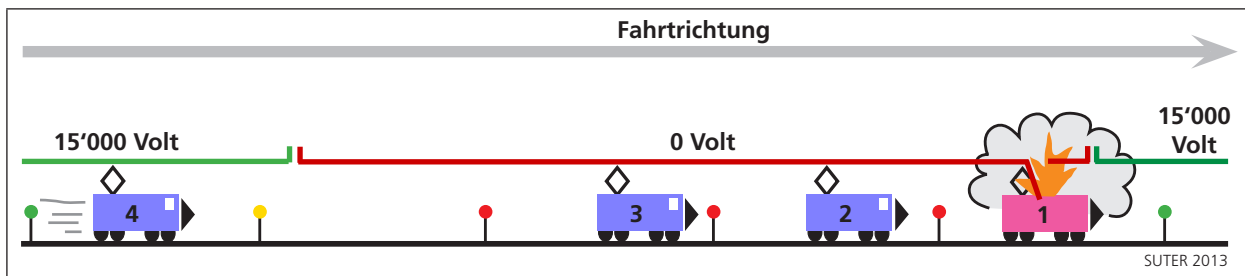 Fahrtrichtung
15‘000 Volt
0 Volt
15‘000
Volt
4
3
2
1
SUTER 2013